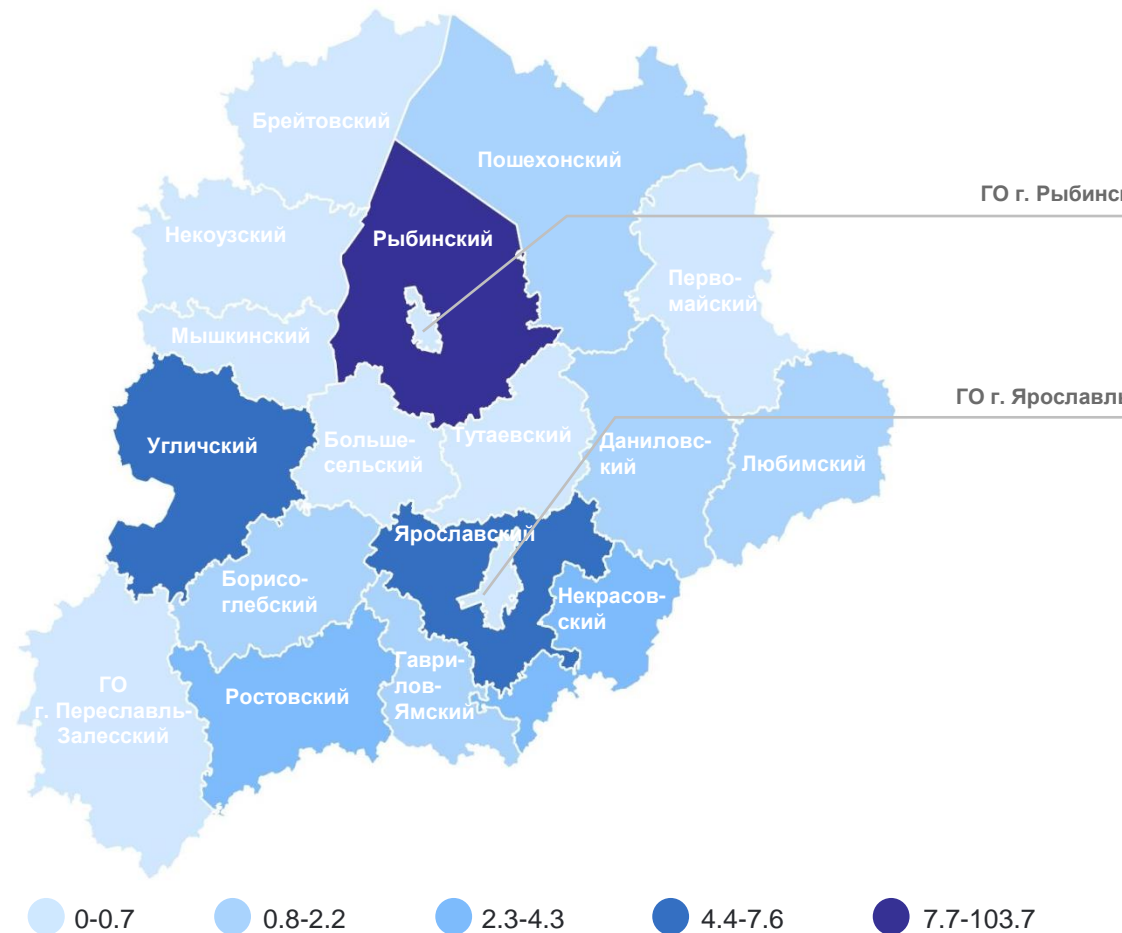 Брейтовский
Пошехонский
ГО г. Рыбинс
Некоузский
Рыбинский
Перво-
майский
Мышкинский
ГО г. Ярославль
Угличский
Больше-
сельский
Тутаевский
Даниловс-
кий
Любимский
Ярославский
Борисо-
глебский
Некрасов-
ский
Гаври-
лов-
Ямский
ГО
г. Переславль-
Залесский
Ростовский
0-0.7
0.8-2.2
2.3-4.3
4.4-7.6
7.7-103.7